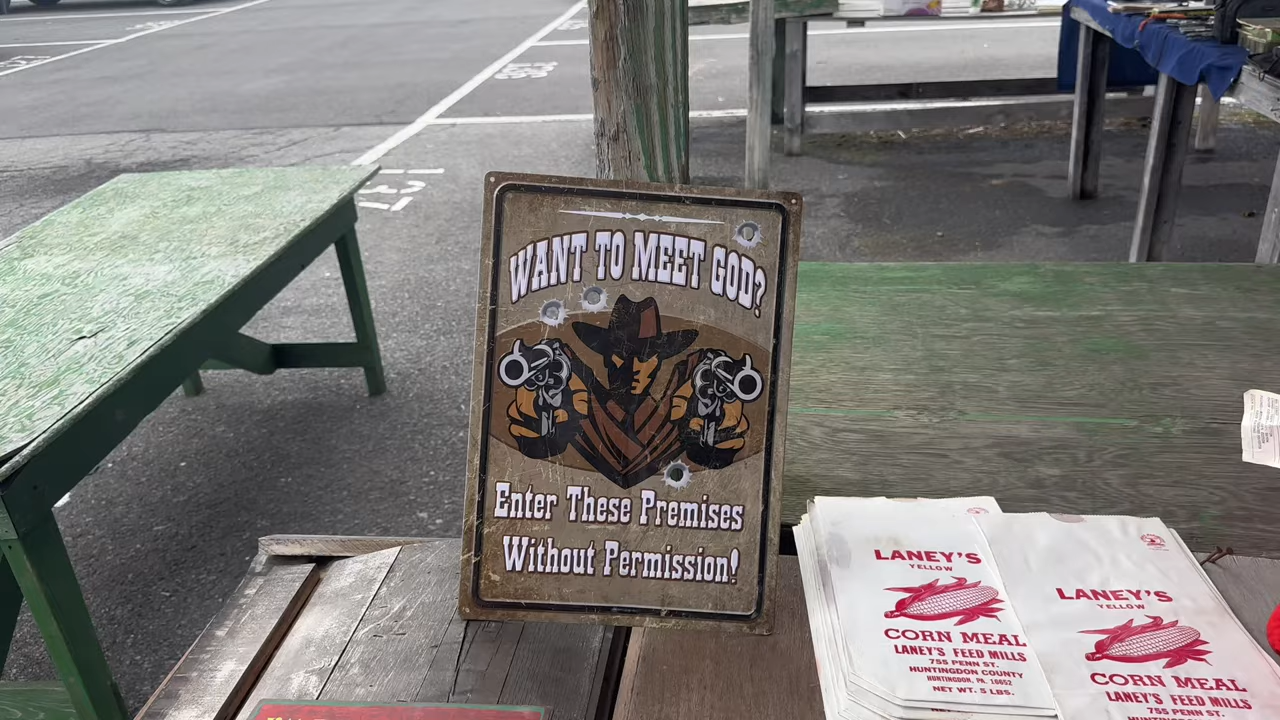 WANT TO MEET GOD?
Enter These Premises
Without Permission!
LANEY'S
YELLOW
CORN MEAL
LANEY'S FEED MILLS
755 PENN ST.
HUNTINGDON COUNTY
HUNTINGDON, PA. 16652
NET WT. 5 LBS.
LANEY'S
YELLOW
CORN MEAL
LANEY'S FEED MILLS
755 PENN ST.